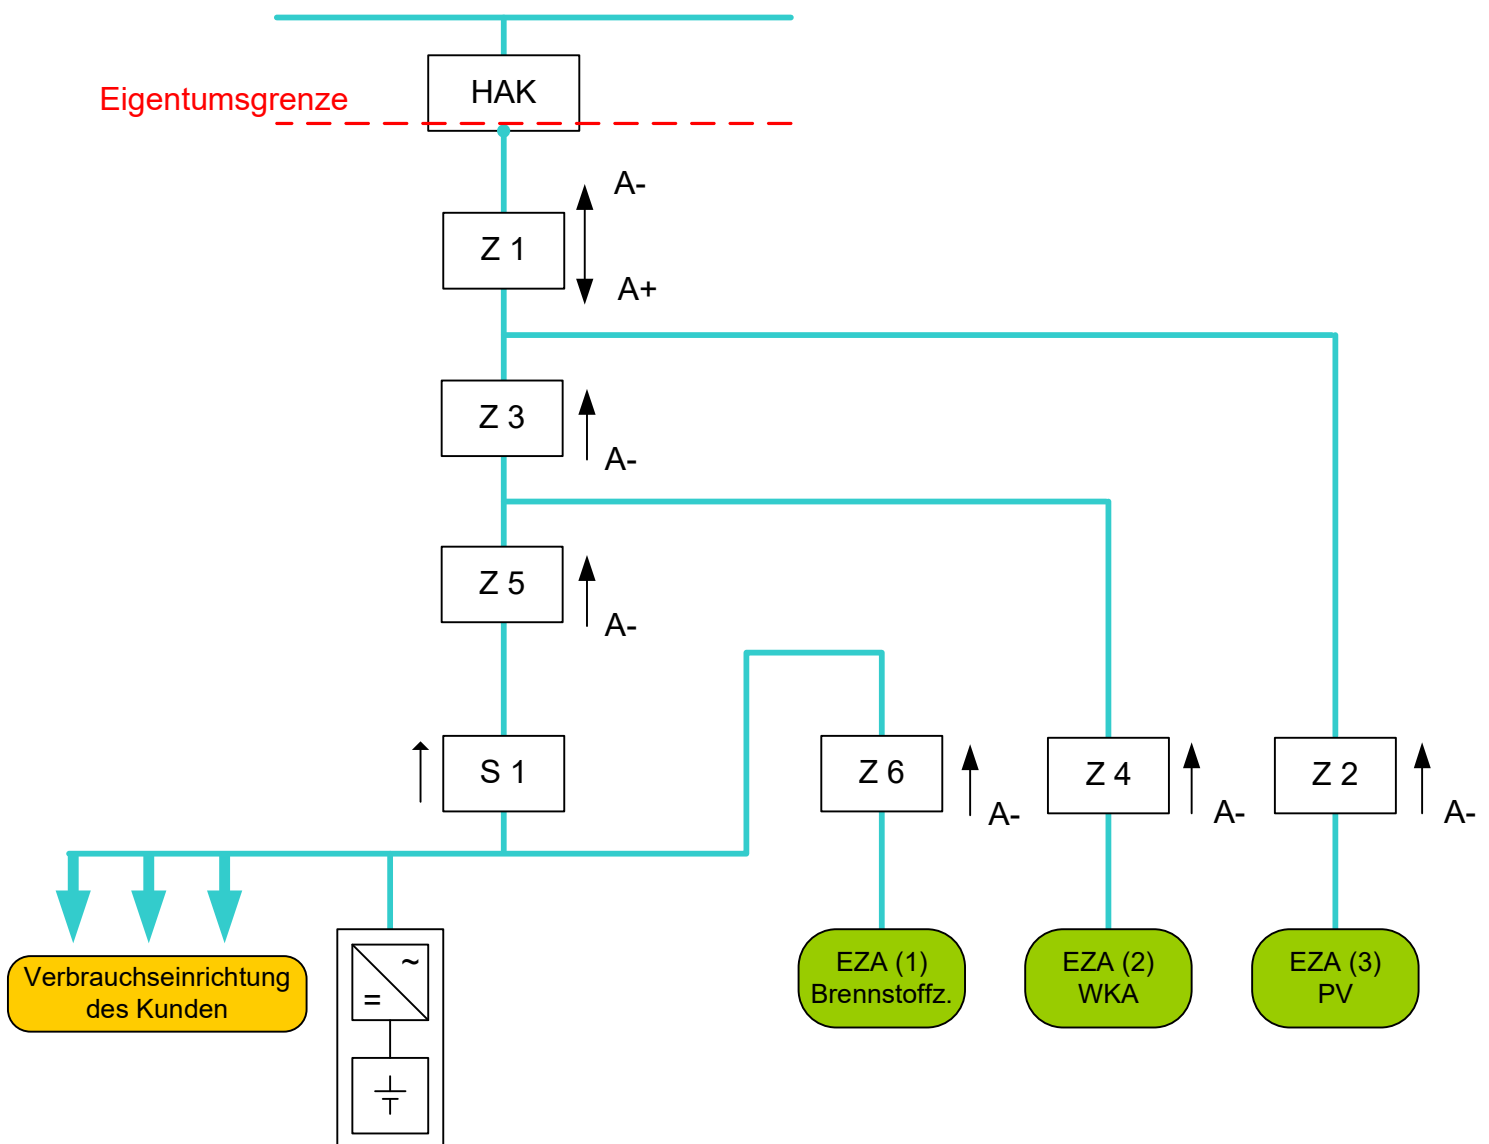 HAK
Eigentumsgrenze
A-
Z 1
A+
Z 3
A-
Z 5
A-
S 1
Z 6
A-
Z 4
A-
Z 2
A-
~
=
Verbrauchseinrichtung
des Kunden
EZA (1)
Brennstoffz.
EZA (2)
WKA
EZA (3)
PV